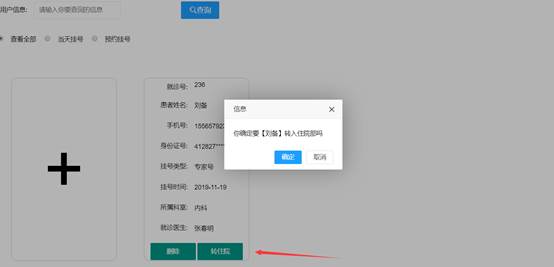 用户信息: 请输入你要查询的信息 查询
查看全部 当天挂号 预约挂号
就诊号: 236
患者姓名: 刘备
手机号: 155657922
身份证号: 412827****
挂号类型: 专家号
挂号时间: 2019-11-19
所属科室: 内科
就诊医生: 张春明
删除 转住院
信息
你确定要【刘备】转入住院部吗
确定 取消